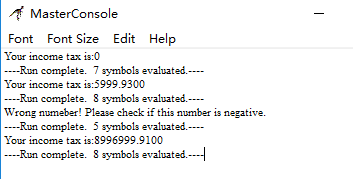 MasterConsole
Font Font Size Edit Help
Your income tax is:0
----Run complete. 7 symbols evaluated.----
Your income tax is:5999.9300
----Run complete. 8 symbols evaluated.----
Wrong numeber! Please check if this number is negative.
----Run complete. 5 symbols evaluated.----
Your income tax is:8996999.9100
----Run complete. 8 symbols evaluated.----